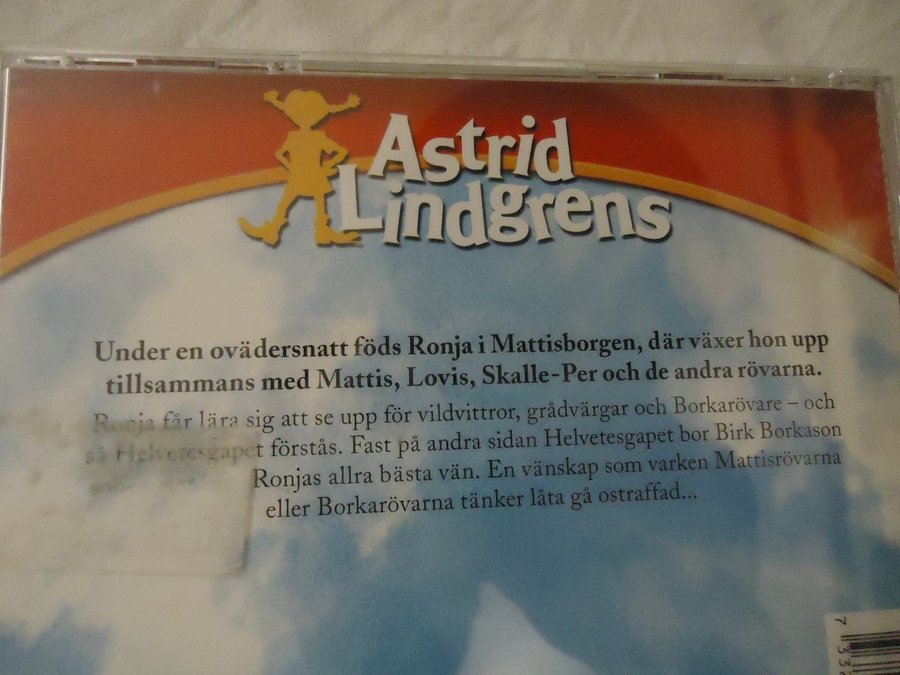 Astrid
Lindgrens
Under en ovädersnatt föds Ronja i Mattisborgen, där växer hon upp
tillsammans med Mattis, Lovis, Skalle-Per och de andra rövarna.
Ronja får lära sig att se upp för vildvittror, grådvärgar och Borkarövare – och
så Helvetesgapet förstås. Fast på andra sidan Helvetesgapet bor Birk Borkason
Ronjas allra bästa vän. En vänskap som varken Mattisrövarna
eller Borkarövarna tänker låta gå ostraffad...
7 33